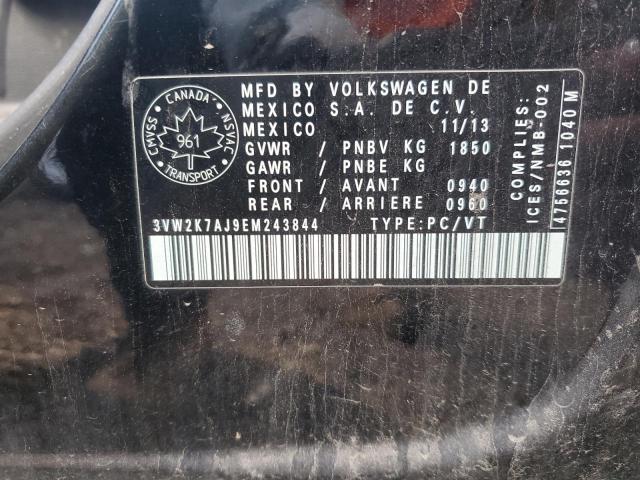 MFD BY VOLKSWAGEN DE
MEXICO S.A. DE C.V.
MEXICO 11/13
GVWR / PNBV KG 1850
GAWR / PNBE KG
FRONT / AVANT 0940
REAR / ARRIERE 0960
3VW2K7AJ9EM243844 TYPE:PC/VT
CANADA
CMVSS
NSVAC
961
TRANSPORT
COMPLIES:
ICES/NMB-002
4756636 1040 M